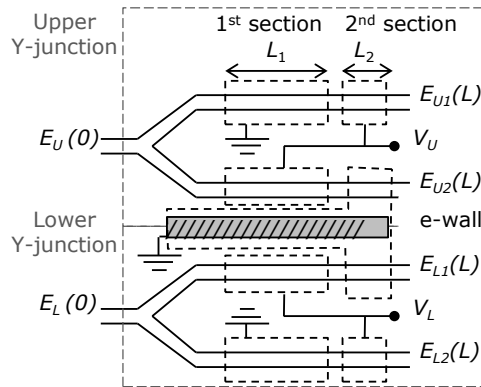 Upper
Y-junction
1st section
L1
2nd section
L2
EU(0)
EU1(L)
VU
EU2(L)
e-wall
Lower
Y-junction
EL(0)
EL1(L)
VL
EL2(L)